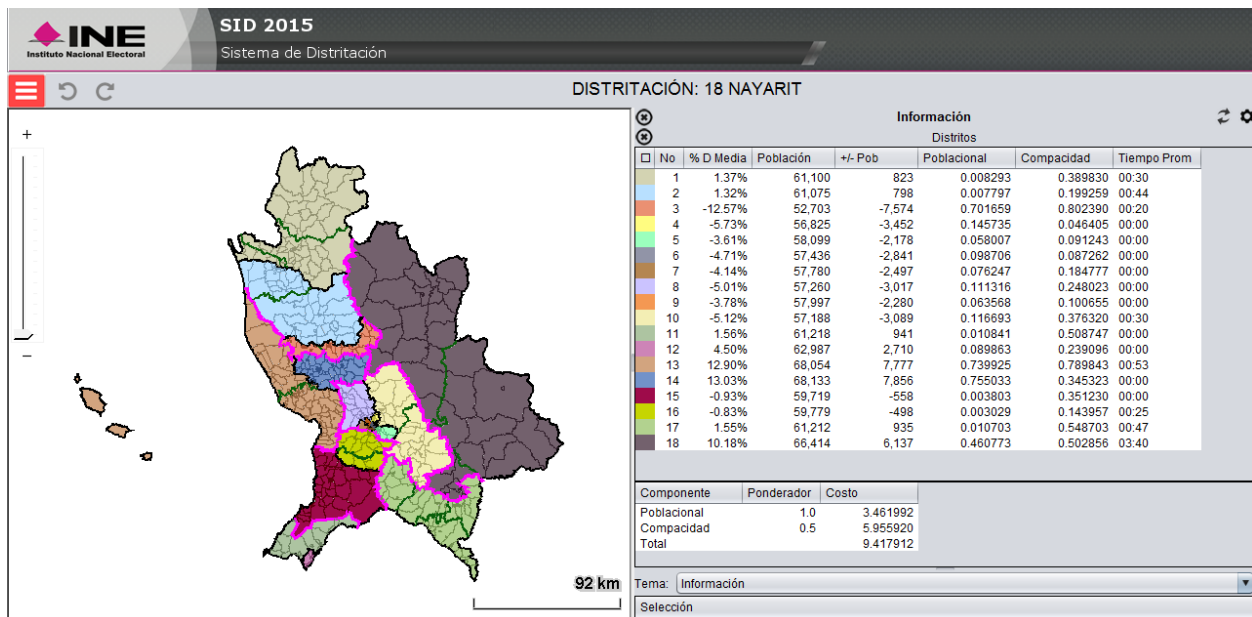 INE
Instituto Nacional Electoral
SID 2015
Sistema de Distritación
DISTRITACIÓN: 18 NAYARIT
+
−
92 km
Información
Distritos
No % D Media Población +/- Pob Poblacional Compacidad Tiempo Prom
1 1.37% 61,100 823 0.008293 0.389830 00:30
2 1.32% 61,075 798 0.007797 0.199259 00:44
3 -12.57% 52,703 -7,574 0.701659 0.802390 00:20
4 -5.73% 56,825 -3,452 0.145735 0.046405 00:00
5 -3.61% 58,099 -2,178 0.058007 0.091243 00:00
6 -4.71% 57,436 -2,841 0.098706 0.087262 00:00
7 -4.14% 57,780 -2,497 0.076247 0.184777 00:00
8 -5.01% 57,260 -3,017 0.111316 0.248023 00:00
9 -3.78% 57,997 -2,280 0.063568 0.100655 00:00
10 -5.12% 57,188 -3,089 0.116693 0.376320 00:30
11 1.56% 61,218 941 0.010841 0.508747 00:00
12 4.50% 62,987 2,710 0.089863 0.239096 00:00
13 12.90% 68,054 7,777 0.739925 0.789843 00:53
14 13.03% 68,133 7,856 0.755033 0.345323 00:00
15 -0.93% 59,719 -558 0.003803 0.351230 00:00
16 -0.83% 59,779 -498 0.003029 0.143957 00:25
17 1.55% 61,212 935 0.010703 0.548703 00:47
18 10.18% 66,414 6,137 0.460773 0.502856 03:40
Componente Ponderador Costo
Poblacional 1.0 3.461992
Compacidad 0.5 5.955920
Total 9.417912
Tema: Información
Selección